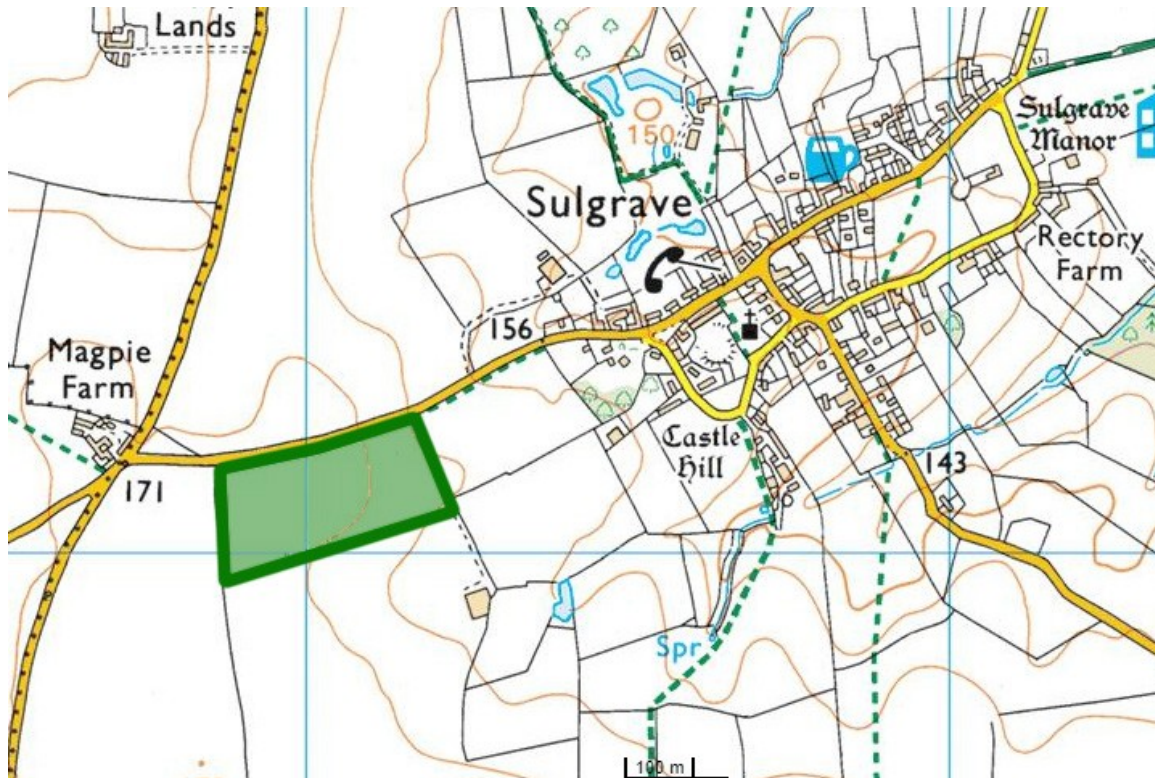 Lands
Sulgrave
Manor
150
Sulgrave
Rectory
Farm
156
Magpie
Farm
Castle
Hill
143
171
Spr
100 m